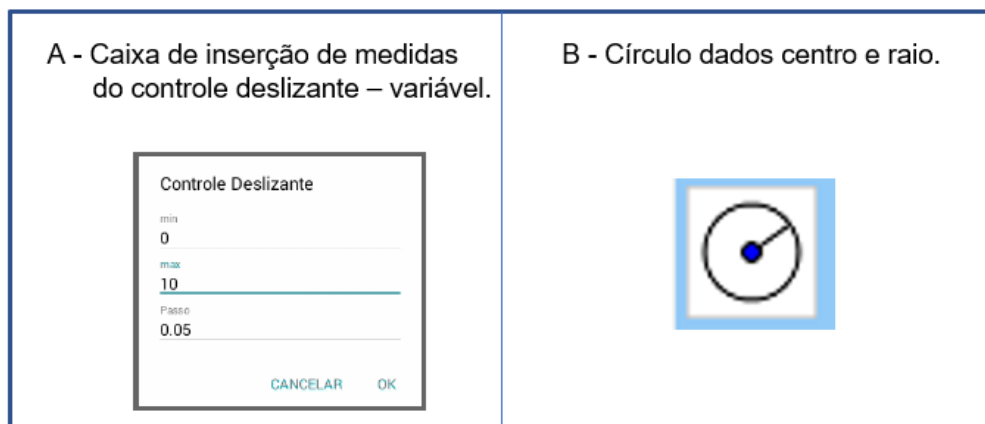 A - Caixa de inserção de medidas
do controle deslizante – variável.
Controle Deslizante
min
0
max
10
Passo
0.05
CANCELAR OK
B - Círculo dados centro e raio.